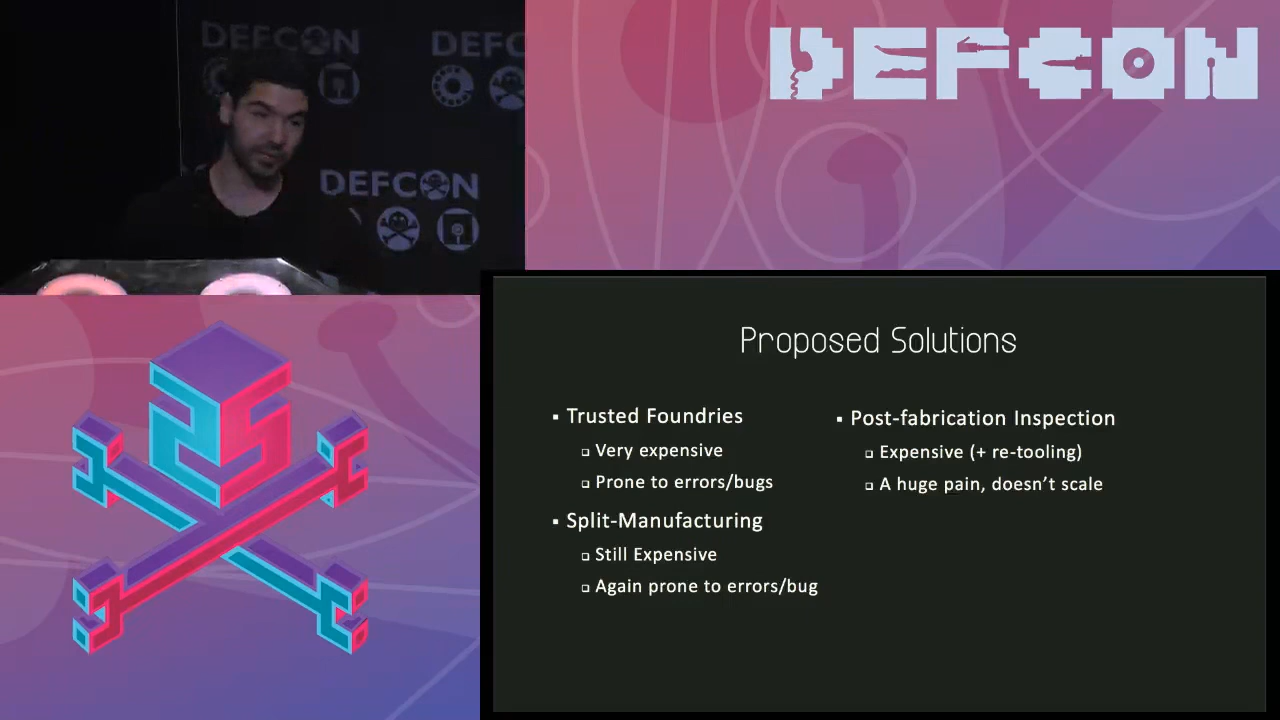 DEFCON
DEFC
DEFCON
DEFCON
Proposed Solutions
▪ Trusted Foundries
❑ Very expensive
❑ Prone to errors/bugs
▪ Split-Manufacturing
❑ Still Expensive
❑ Again prone to errors/bug
▪ Post-fabrication Inspection
❑ Expensive (+ re-tooling)
❑ A huge pain, doesn't scale